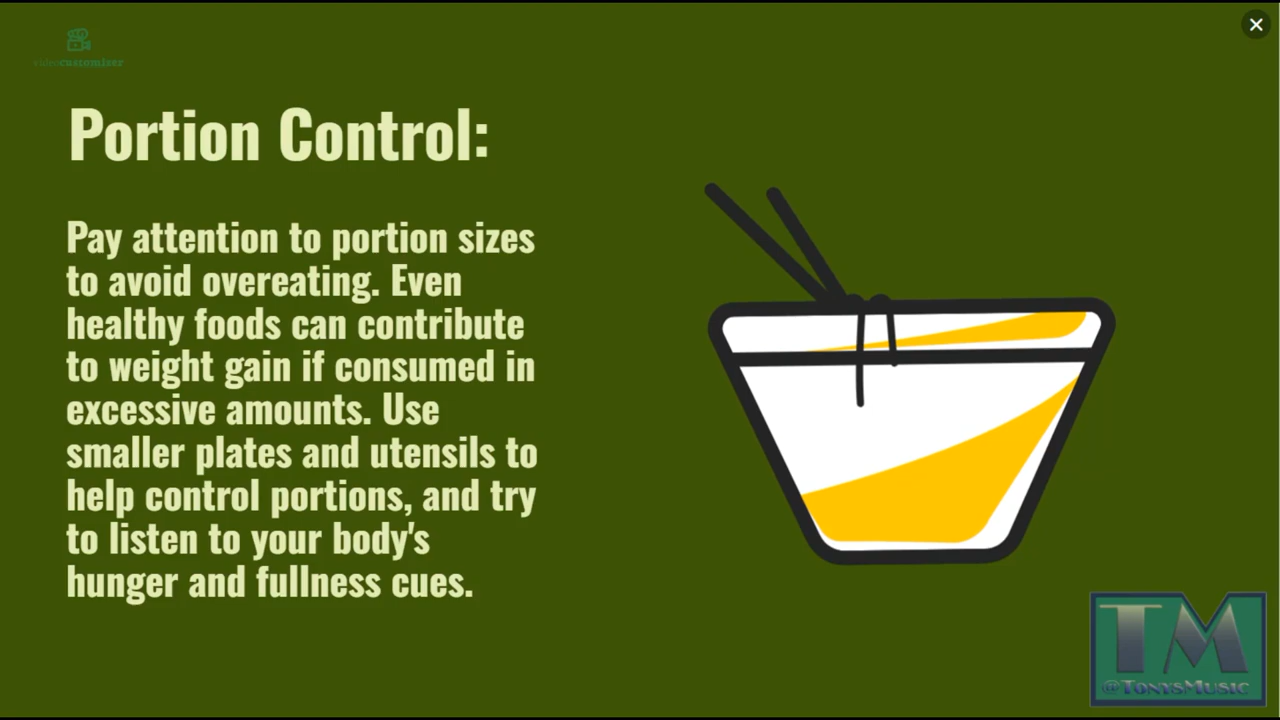 videocustomizer
Portion Control:
Pay attention to portion sizes
to avoid overeating. Even
healthy foods can contribute
to weight gain if consumed in
excessive amounts. Use
smaller plates and utensils to
help control portions, and try
to listen to your body's
hunger and fullness cues.
TM
@TonysMusic